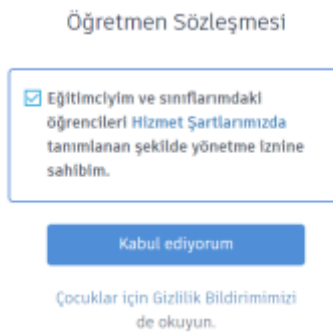 Öğretmen Sözleşmesi
Eğitimciyim ve sınıflarımdaki
öğrencileri Hizmet Şartlarımızda
tanımlanan şekilde yönetme iznine
sahibim.
Kabul ediyorum
Çocuklar için Gizlilik Bildirimimizi
de okuyun.